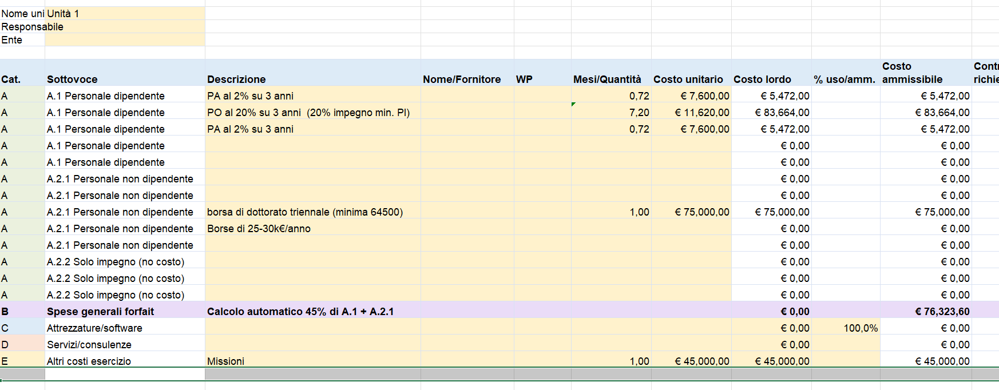 Nome uni Unità 1
Responsabile
Ente
Cat. Sottovoce Descrizione Nome/Fornitore WP Mesi/Quantità Costo unitario Costo lordo % uso/amm. Costo ammissibile Contr richie
A A.1 Personale dipendente PA al 2% su 3 anni 0,72 € 7,600,00 € 5,472,00 € 5,472,00
A A.1 Personale dipendente PO al 20% su 3 anni (20% impegno min. PI) 7,20 € 11,620,00 € 83,664,00 € 83,664,00
A A.1 Personale dipendente PA al 2% su 3 anni 0,72 € 7,600,00 € 5,472,00 € 5,472,00
A A.1 Personale dipendente € 0,00 € 0,00
A A.1 Personale dipendente € 0,00 € 0,00
A A.2.1 Personale non dipendente € 0,00 € 0,00
A A.2.1 Personale non dipendente € 0,00 € 0,00
A A.2.1 Personale non dipendente borsa di dottorato triennale (minima 64500) 1,00 € 75,000,00 € 75,000,00 € 75,000,00
A A.2.1 Personale non dipendente Borse di 25-30k€/anno € 0,00 € 0,00
A A.2.1 Personale non dipendente € 0,00 € 0,00
A A.2.2 Solo impegno (no costo) € 0,00 € 0,00
A A.2.2 Solo impegno (no costo) € 0,00 € 0,00
A A.2.2 Solo impegno (no costo) € 0,00 € 0,00
B Spese generali forfait Calcolo automatico 45% di A.1 + A.2.1 € 0,00 € 76,323,60
C Attrezzature/software € 0,00 100,0% € 0,00
D Servizi/consulenze € 0,00 € 0,00
E Altri costi esercizio Missioni 1,00 € 45,000,00 € 45,000,00 € 45,000,00